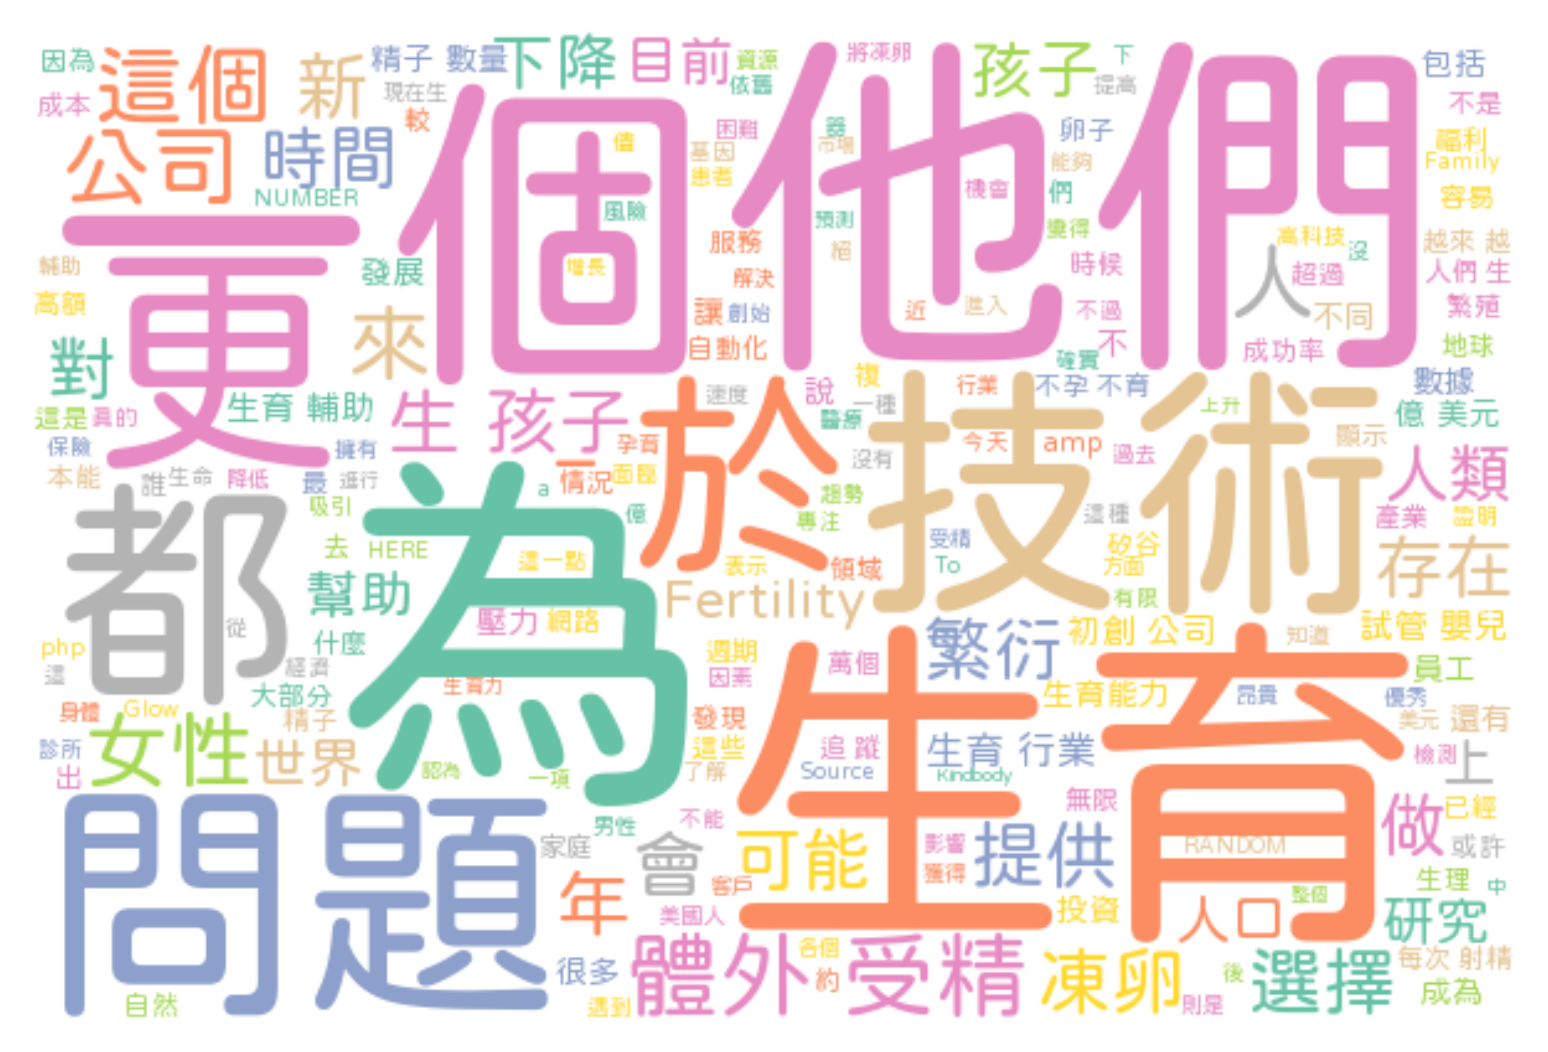 因為
這個
新
精子 數量
下降
目前
資源
將凍卵
孩子
下
包括
成本
現在生
依舊
提高
不是
公司
時間
較
個
他們
困難
器
卵子
福利
NUMBER
儘
基因
市場
能夠
Family
患者
機會
們
容易
更
風險
服務
預測
變得
高科技
越來 越
輔助
發展
增長
解決
絕
時候
人
沒
超過
人們 生
高額
來
讓
創始
近
進入
不過
不同
繁殖
對
自動化
確實
不
成功率
地球
這是
真的
生育 輔助
生 孩子
於
速度
說
複
一種
行業
不孕 不育
上升
數據
億 美元
保險
擁有
孕育
醫療
技術
今天
amp
過去
顯示
本能
誰
生命
降低
最
進行
一
情況
面臨
沒有
人類
都
吸引
為
a
億
趨勢
專注
這種
產業
證明
去
HERE
這一點
表示
領域
受精
To
矽谷
方面
存在
幫助
Fertility
有限
從
壓力
網路
繁衍
初創 公司
知道
試管 嬰兒
php
什麼
這
經濟
週期
因素
萬個
生育
員工
大部分
生育力
生育能力
昂貴
優秀
身體
Glow
精子
發現
美元
還有
診所
女性
世界
這些
追 蹤
生育 行業
檢測
出
認為
一項
了解
Source
Kindbody
上
問題
男性
不能
無限
做
已經
家庭
會
可能
影響
提供
RANDOM
或許
年
客戶
獲得
整個
生理
中
美國人
投資
人口
研究
很多
體外 受精
各個
約
凍卵
後
選擇
每次 射精
自然
遇到
則是
成為